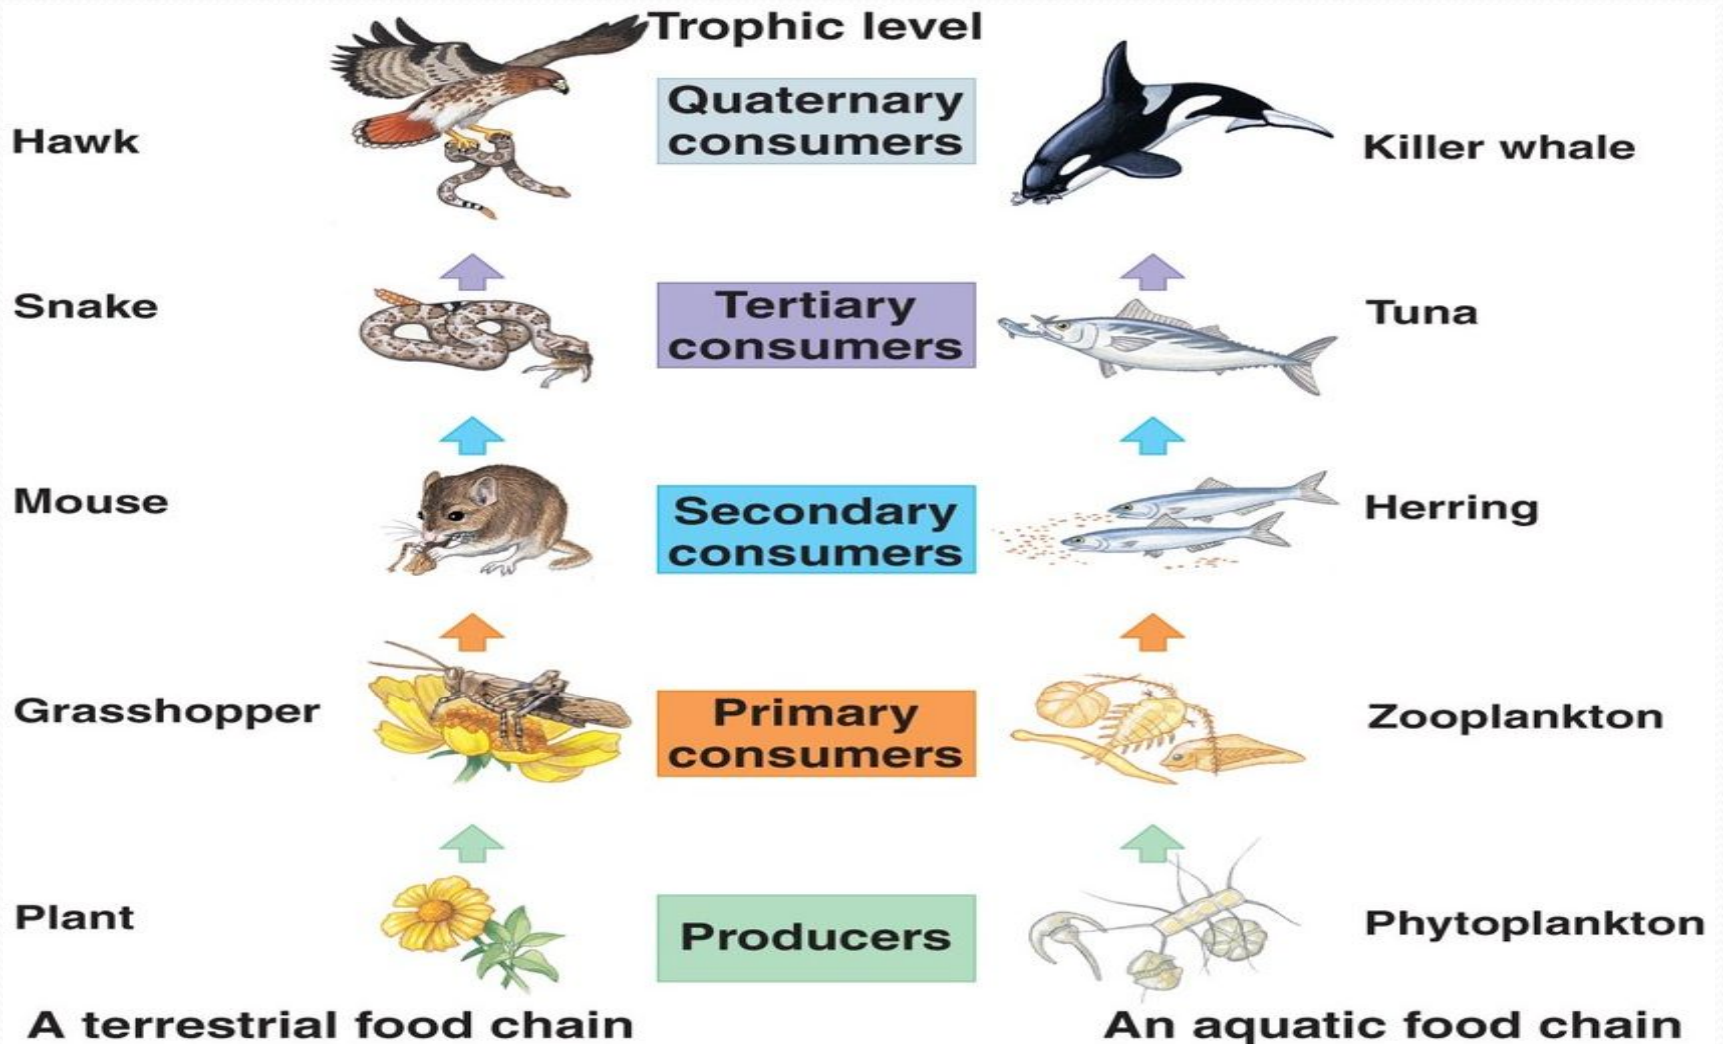 Trophic level
Hawk
Quaternary
consumers
Killer whale
Snake
Tertiary
consumers
Tuna
Mouse
Secondary
consumers
Herring
Grasshopper
Primary
consumers
Zooplankton
Plant
Producers
Phytoplankton
A terrestrial food chain
An aquatic food chain